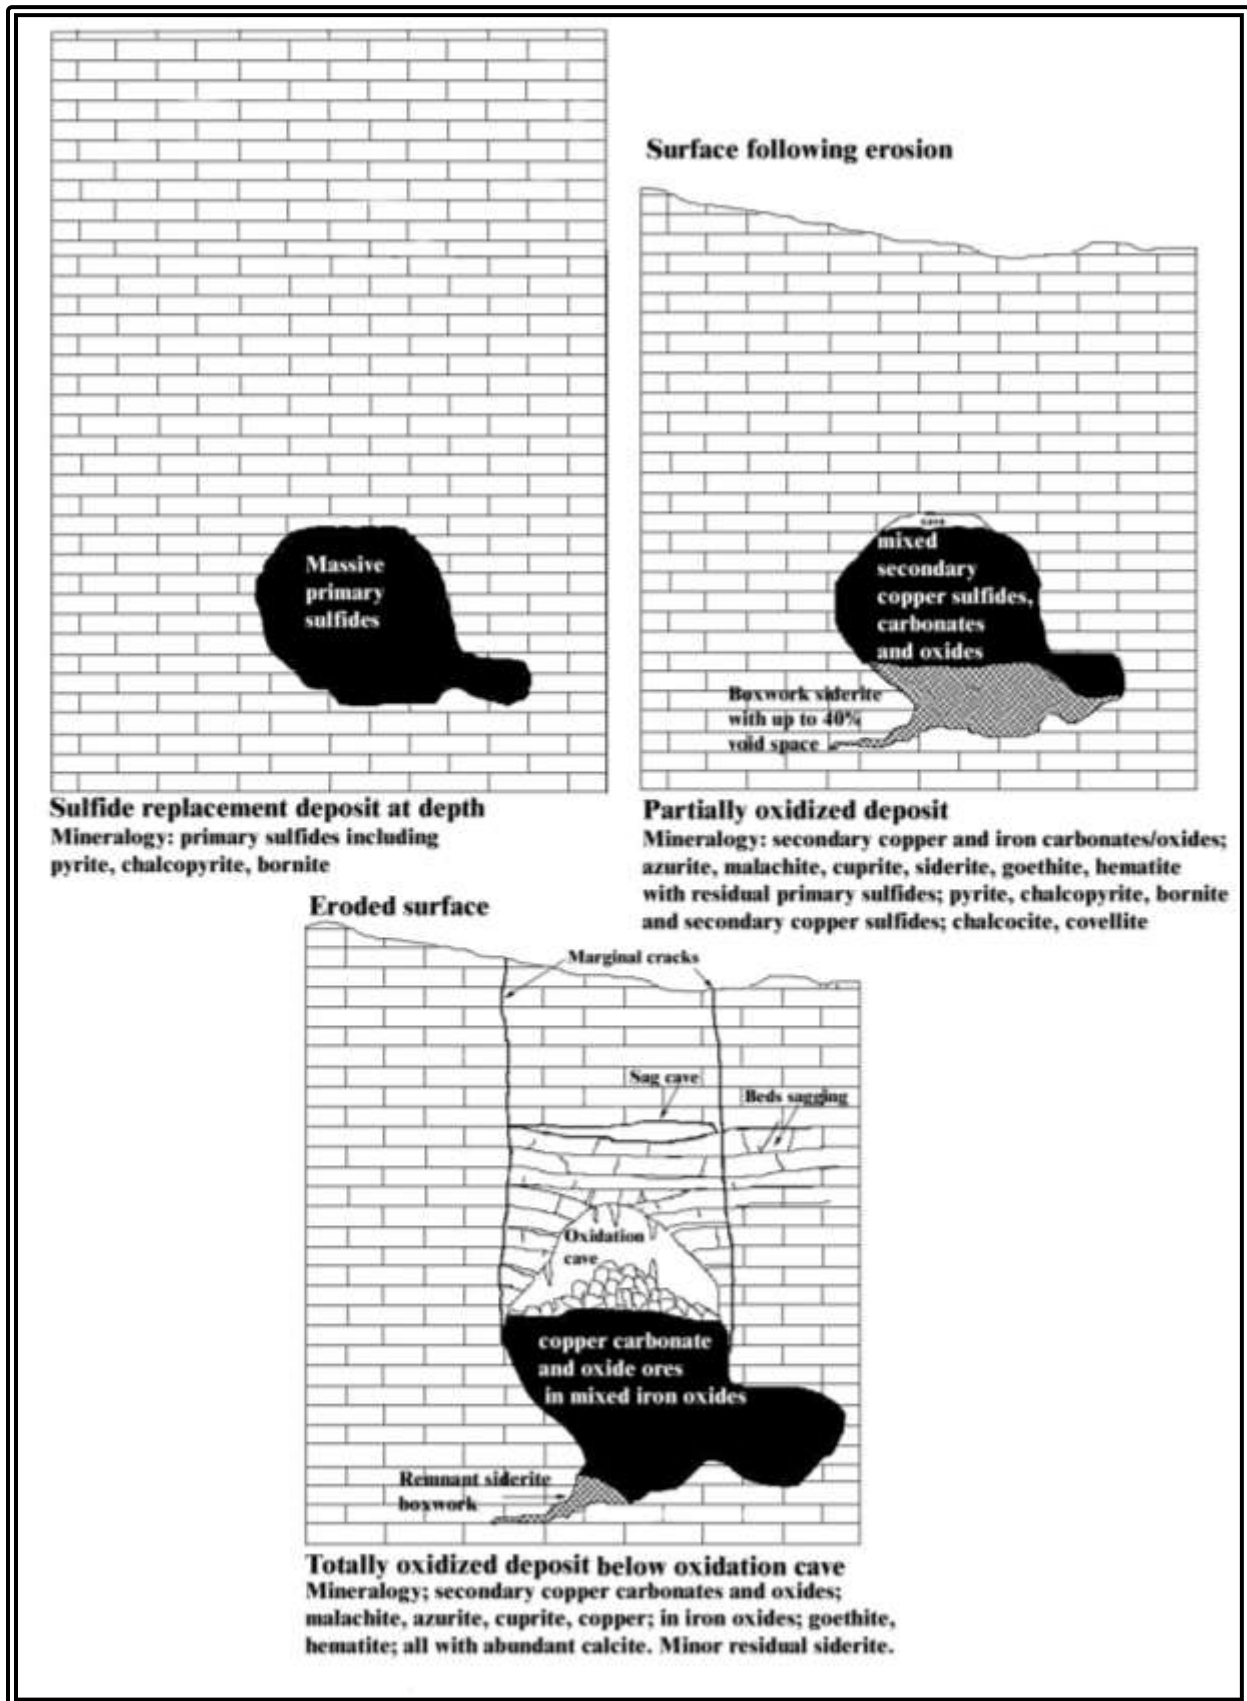 Massive
primary
sulfides
Sulfide replacement deposit at depth
Mineralogy: primary sulfides including
pyrite, chalcopyrite, bornite
Surface following erosion
cave
mixed
secondary
copper sulfides,
carbonates
and oxides
Boxwork siderite
with up to 40%
void space
Partially oxidized deposit
Mineralogy: secondary copper and iron carbonates/oxides;
azurite, malachite, cuprite, siderite, goethite, hematite
with residual primary sulfides; pyrite, chalcopyrite, bornite
and secondary copper sulfides; chalcocite, covellite
Eroded surface
Marginal cracks
Sag cave
Beds sagging
Oxidation
cave
copper carbonate
and oxide ores
in mixed iron oxides
Remnant siderite
boxwork
Totally oxidized deposit below oxidation cave
Mineralogy; secondary copper carbonates and oxides;
malachite, azurite, cuprite, copper; in iron oxides; goethite,
hematite; all with abundant calcite. Minor residual siderite.